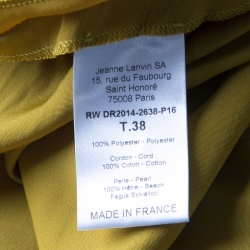 Jeanne Lanvin SA
15, rue du Faubourg
Saint Honoré
75008 Paris
RW DR2014-2638-P16
T.38
100% Polyester - Polyester
Cordon - Cord
100% Coton - Cotton
Perle - Pearl
100% Hêtre - Beech
Fagus Sylvatica
MADE IN FRANCE